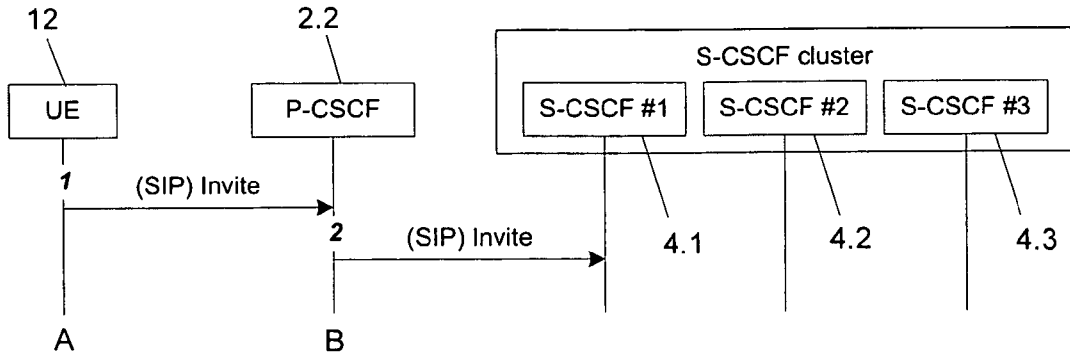 12
2.2
S-CSCF cluster
UE
P-CSCF
S-CSCF #1
S-CSCF #2
S-CSCF #3
1
(SIP) Invite
2
(SIP) Invite
4.1
4.2
4.3
A
B